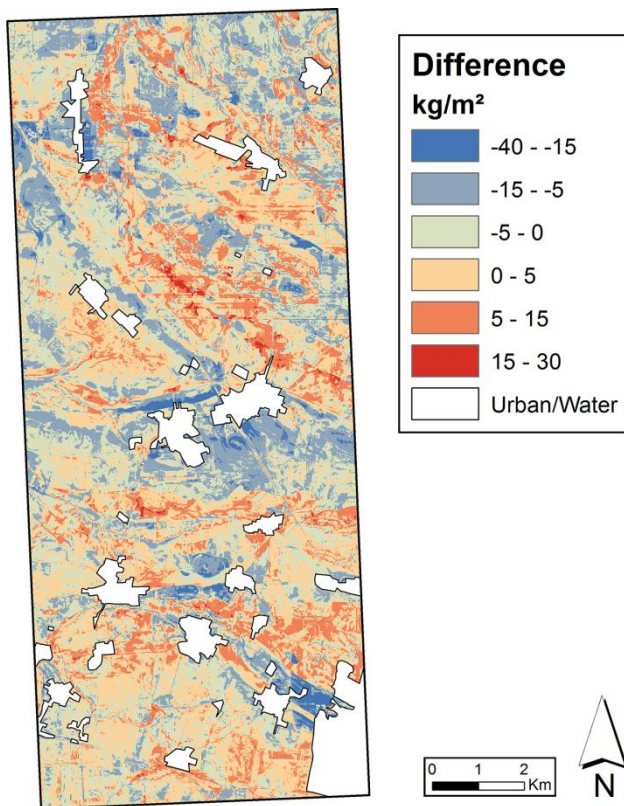 Difference
kg/m²
-40 - -15
-15 - -5
-5 - 0
0 - 5
5 - 15
15 - 30
Urban/Water
0 1 2
Km
N